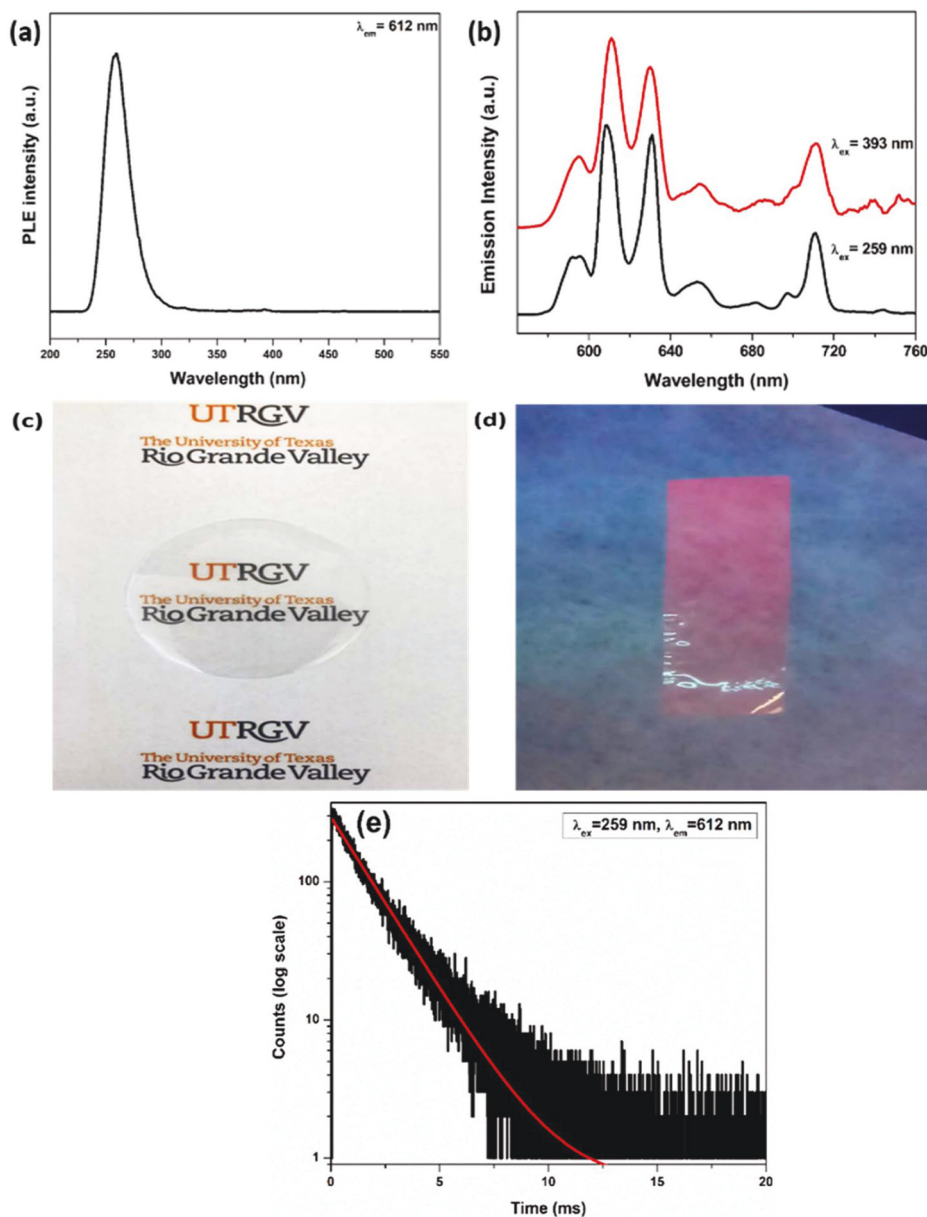 (a)
λem = 612 nm
PLE intensity (a.u.)
200 250 300 350 400 450 500 550
Wavelength (nm)
(b)
Emission Intensity (a.u.)
λex= 393 nm
λex= 259 nm
600 640 680 720 760
Wavelength (nm)
(c)
UTRGV
The University of Texas
Rio Grande Valley
UTRGV
The University of Texas
Rio Grande Valley
UTRGV
The University of Texas
Rio Grande Valley
(d)
(e)
λex=259 nm, λem=612 nm
Counts (log scale)
100
10
1
0 5 10 15 20
Time (ms)